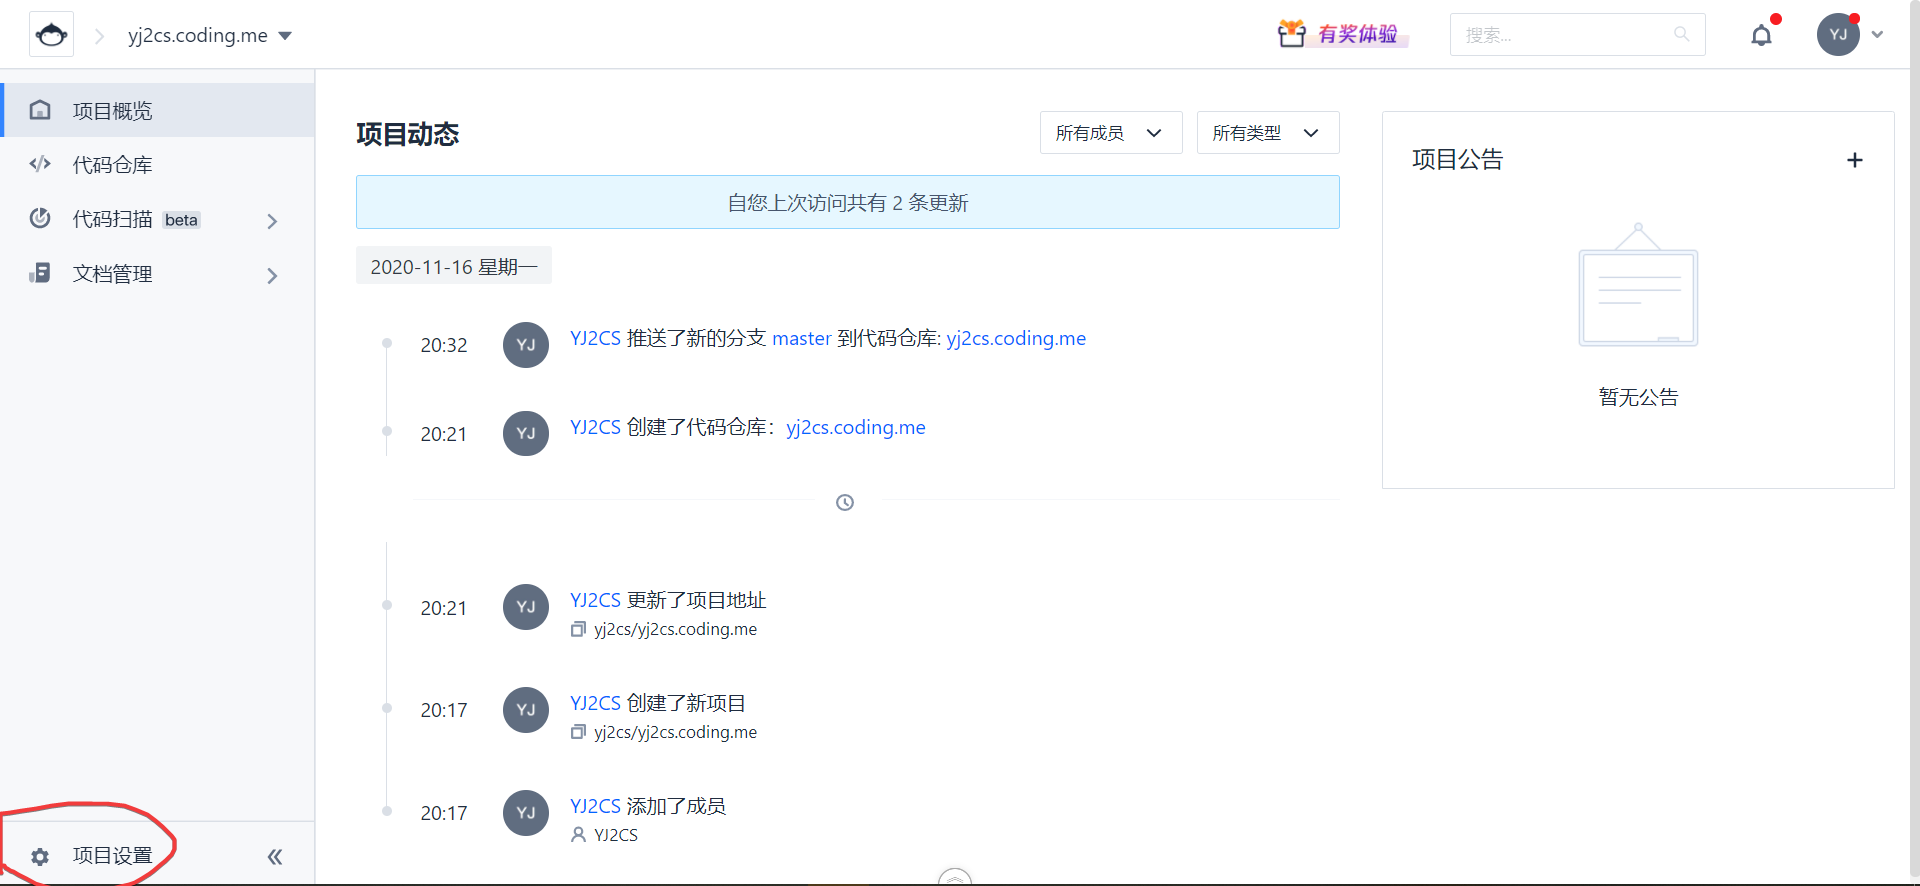 yj2cs.coding.me
有奖体验
搜索...
YJ
项目概览
代码仓库
代码扫描 beta
文档管理
项目设置
项目动态
所有成员
所有类型
自您上次访问共有 2 条更新
2020-11-16 星期一
20:32 YJ YJ2CS 推送了新的分支 master 到代码仓库: yj2cs.coding.me
20:21 YJ YJ2CS 创建了代码仓库：yj2cs.coding.me
20:21 YJ YJ2CS 更新了项目地址
yj2cs/yj2cs.coding.me
20:17 YJ YJ2CS 创建了新项目
yj2cs/yj2cs.coding.me
20:17 YJ YJ2CS 添加了成员
YJ2CS
项目公告
暂无公告